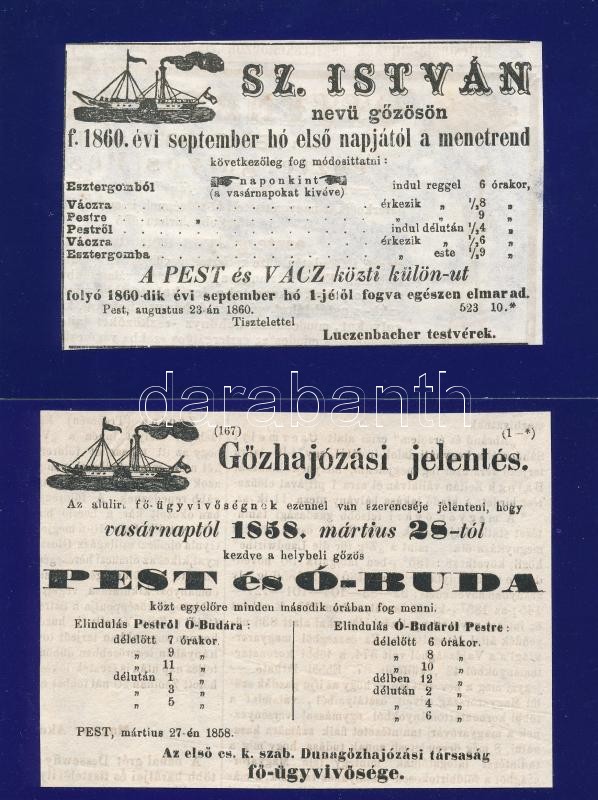 SZ. ISTVÁN
nevü gőzösön
f. 1860. évi september hó első napjától a menetrend
következőleg fog módosittatni:
naponkint
Esztergomból (a vasárnapokat kivéve) indul reggel 6 órakor,
Váczra . . . . . . érkezik „ ½8 „
Pestre „ . . . . . „ „ 9 „
Pestről . . . . . . indul délután ½4 „
Váczra . . . . . . érkezik „ ½6 „
Esztergomba . . . . . . „ este ½9 „
A PEST és VÁCZ közti külön-ut
folyó 1860-dik évi september hó 1-jétől fogva egészen elmarad.
Pest, augustus 23-án 1860. 523 10.*
Tisztelettel
Luczenbacher testvérek.
darabanth
(167) (1-*)
Gőzhajózási jelentés.
Az alulirt fő-ügyvivőségnek ezennel van szerencséje jelenteni, hogy
vasárnaptól 1858. mártius 28-tól
kezdve a helybeli gőzös
PEST és Ó-BUDA
közt egyelőre minden második órában fog menni.
Elindulás Pestről Ó-Budára:
délelőtt 7 órakor.
„ 9 „
„ 11 „
délután 1 „
„ 3 „
„ 5 „
Elindulás Ó-Budáról Pestre:
délelőtt 6 órakor.
„ 8 „
„ 10 „
délben 12 „
délután 2 „
„ 4 „
„ 6 „
PEST, mártius 27-én 1858.
Az első cs. k. szab. Dunagőzhajózási társaság
fő-ügyvivősége.